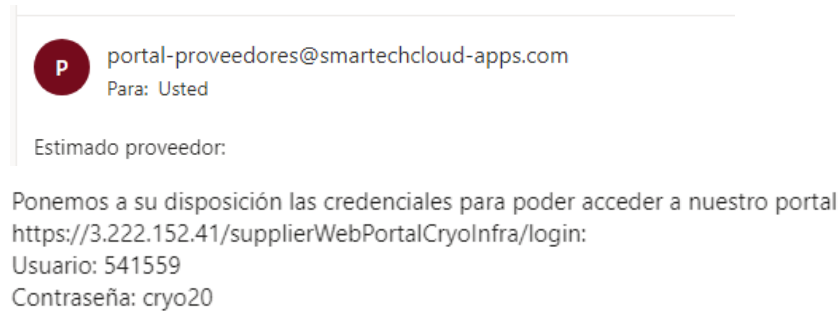 P
portal-proveedores@smartechcloud-apps.com
Para: Usted
Estimado proveedor:
Ponemos a su disposición las credenciales para poder acceder a nuestro portal
https://3.222.152.41/supplierWebPortalCryoInfra/login:
Usuario: 541559
Contraseña: cryo20